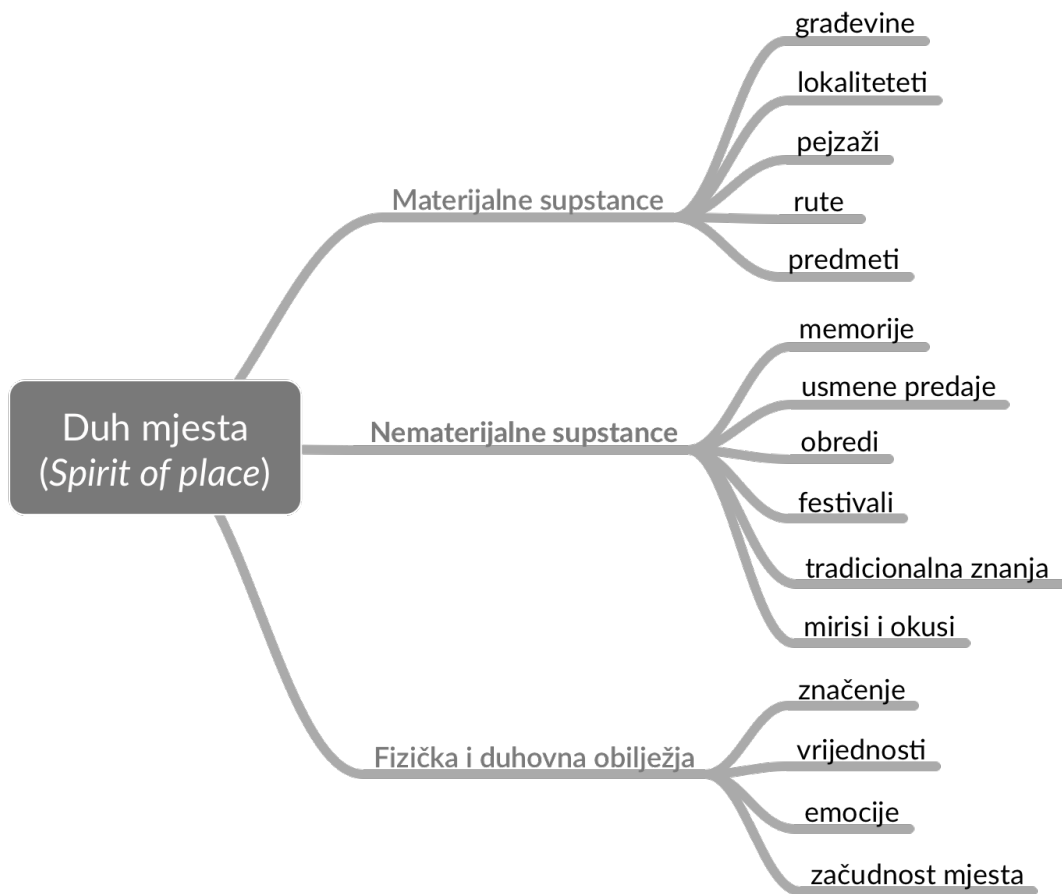 Duh mjesta
(Spirit of place)
Materijalne supstance
građevine
lokaliteteti
pejzaži
rute
predmeti
Nematerijalne supstance
memorije
usmene predaje
obredi
festivali
tradicionalna znanja
mirisi i okusi
Fizička i duhovna obilježja
značenje
vrijednosti
emocije
začudnost mjesta